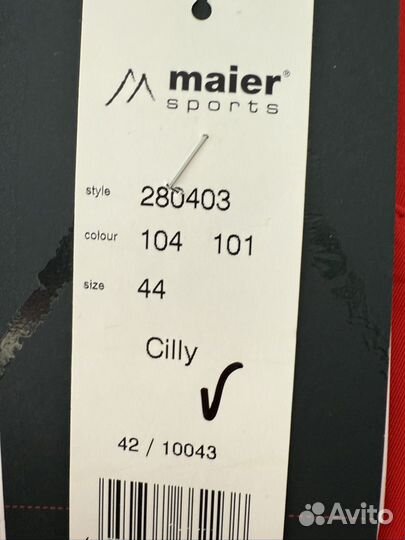 maier®
sports
style 280403
colour 104 101
size 44
Cilly
42 / 10043
Avito